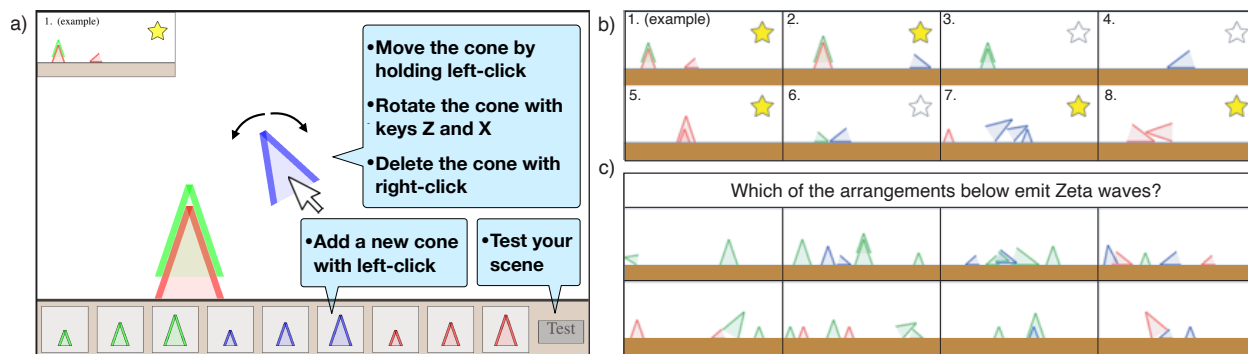 a)
1. (example)
•Move the cone by
holding left-click
•Rotate the cone with
keys Z and X
•Delete the cone with
right-click
•Add a new cone
with left-click
•Test your
scene
Test
b)
1. (example)
2.
3.
4.
5.
6.
7.
8.
c)
Which of the arrangements below emit Zeta waves?